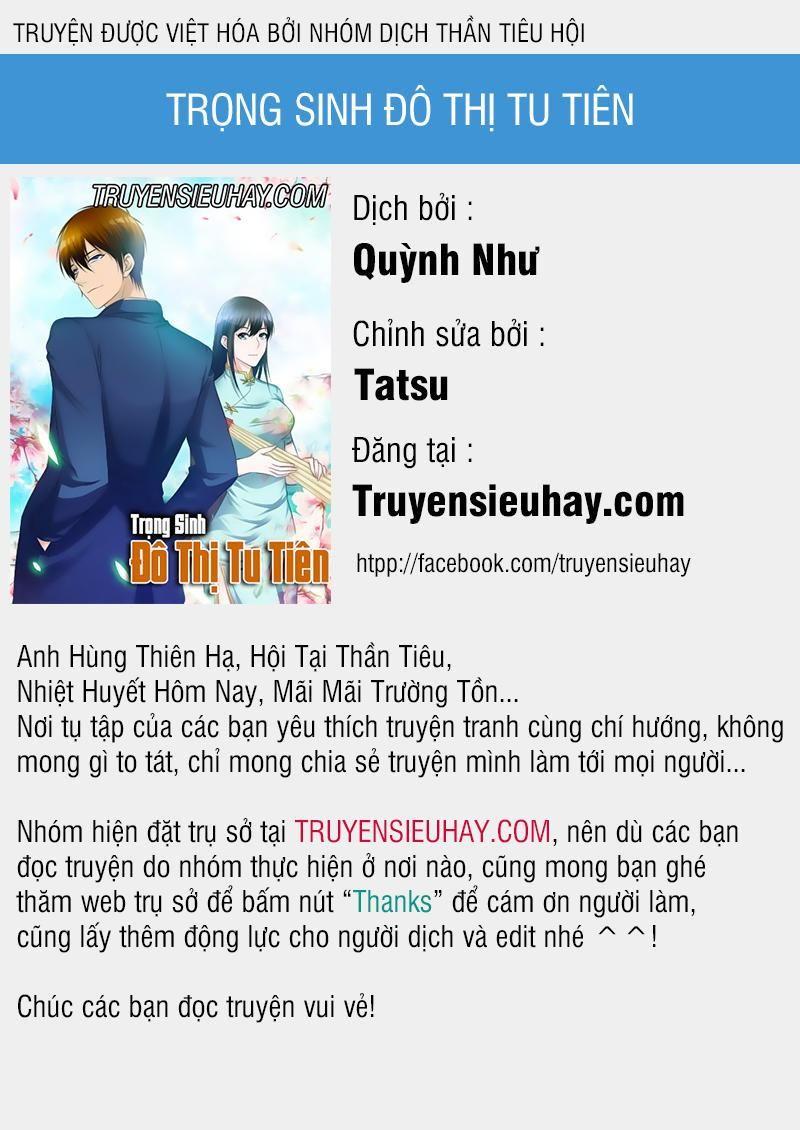 TRUYỆN ĐƯỢC VIỆT HÓA BỞI NHÓM DỊCH THẦN TIÊU HỘI
TRỌNG SINH ĐÔ THỊ TU TIÊN
TRUYENSIEUHAY.COM
Trọng Sinh
Đô Thị Tu Tiên
Dịch bởi :
Quỳnh Như
Chỉnh sửa bởi :
Tatsu
Đăng tại :
Truyensieuhay.com
htpp://facebook.com/truyensieuhay
Anh Hùng Thiên Hạ, Hội Tại Thần Tiêu,
Nhiệt Huyết Hôm Nay, Mãi Mãi Trường Tồn...
Nơi tụ tập của các bạn yêu thích truyện tranh cùng chí hướng, không
mong gì to tát, chỉ mong chia sẻ truyện mình làm tới mọi người...
Nhóm hiện đặt trụ sở tại TRUYENSIEUHAY.COM, nên dù các bạn
đọc truyện do nhóm thực hiện ở nơi nào, cũng mong bạn ghé
thăm web trụ sở để bấm nút “Thanks” để cám ơn người làm,
cũng lấy thêm động lực cho người dịch và edit nhé ^ ^!
Chúc các bạn đọc truyện vui vẻ!